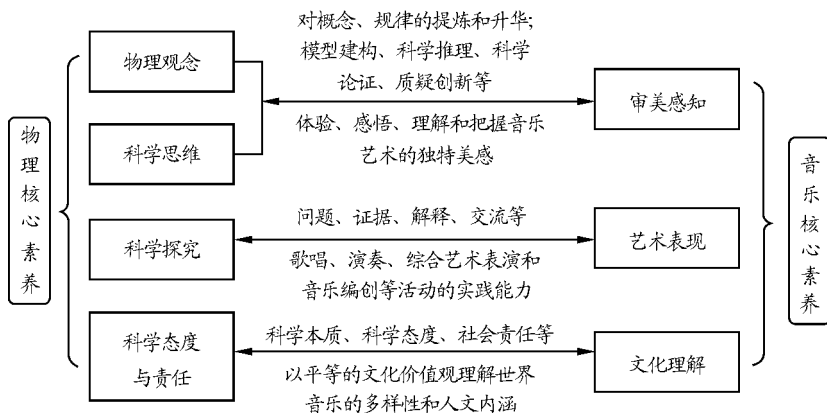 物理核心素养
物理观念
科学思维
对概念、规律的提炼和升华;
模型建构、科学推理、科学
论证、质疑创新等
体验、感悟、理解和把握音乐
艺术的独特美感
审美感知
科学探究
问题、证据、解释、交流等
歌唱、演奏、综合艺术表演和
音乐编创等活动的实践能力
艺术表现
科学态度
与责任
科学本质、科学态度、社会责任等
以平等的文化价值观理解世界
音乐的多样性和人文内涵
文化理解
音乐核心素养